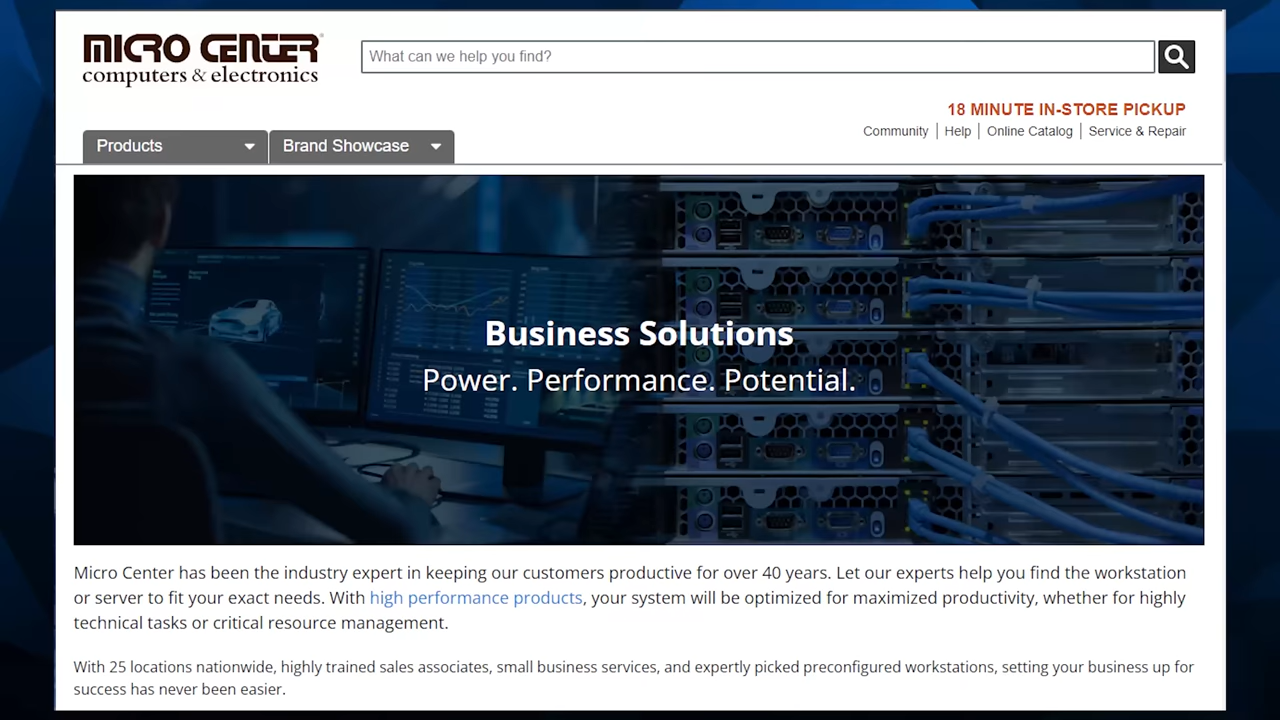 MICRO CENTER
computers & electronics
What can we help you find?
18 MINUTE IN-STORE PICKUP
Community | Help | Online Catalog | Service & Repair
Products
Brand Showcase
Business Solutions
Power. Performance. Potential.
Micro Center has been the industry expert in keeping our customers productive for over 40 years. Let our experts help you find the workstation
or server to fit your exact needs. With high performance products, your system will be optimized for maximized productivity, whether for highly
technical tasks or critical resource management.
With 25 locations nationwide, highly trained sales associates, small business services, and expertly picked preconfigured workstations, setting your business up for
success has never been easier.